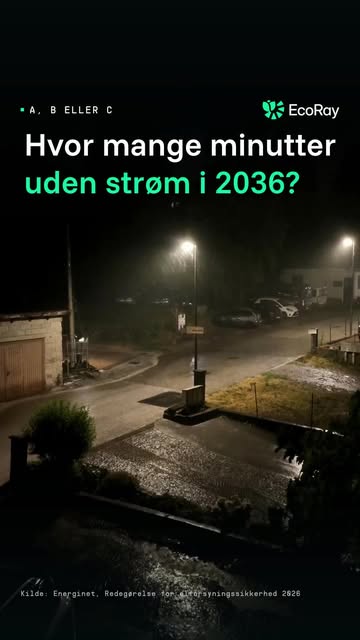 A, B ELLER C
EcoRay
Hvor mange minutter
uden strøm i 2036?
Kilde: Energinet, Redegørelse for elforsyningssikkerhed 2026